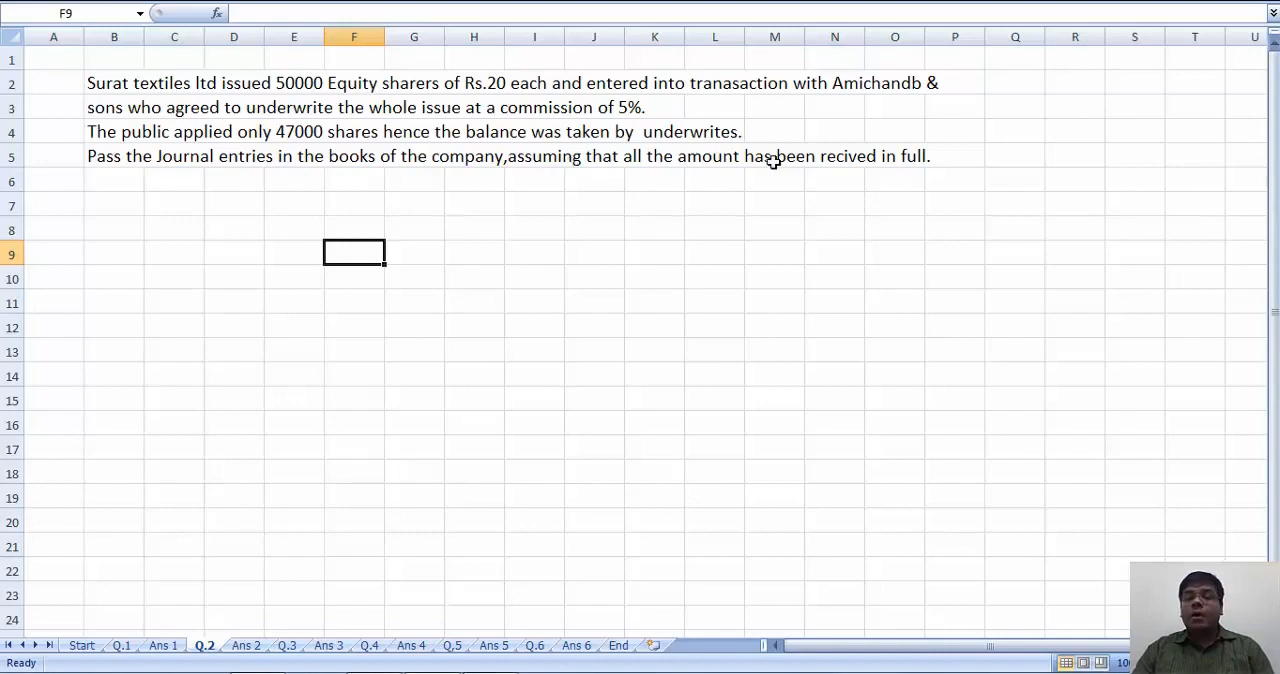 F9
fx
A B C D E F G H I J K L M N O P Q R S T U
1
2 Surat textiles ltd issued 50000 Equity sharers of Rs.20 each and entered into tranasaction with Amichandb &
3 sons who agreed to underwrite the whole issue at a commission of 5%.
4 The public applied only 47000 shares hence the balance was taken by underwrites.
5 Pass the Journal entries in the books of the company,assuming that all the amount has been recived in full.
6
7
8
9
10
11
12
13
14
15
16
17
18
19
20
21
22
23
24
Start Q.1 Ans 1 Q.2 Ans 2 Q.3 Ans 3 Q.4 Ans 4 Q,5 Ans 5 Q.6 Ans 6 End
Ready